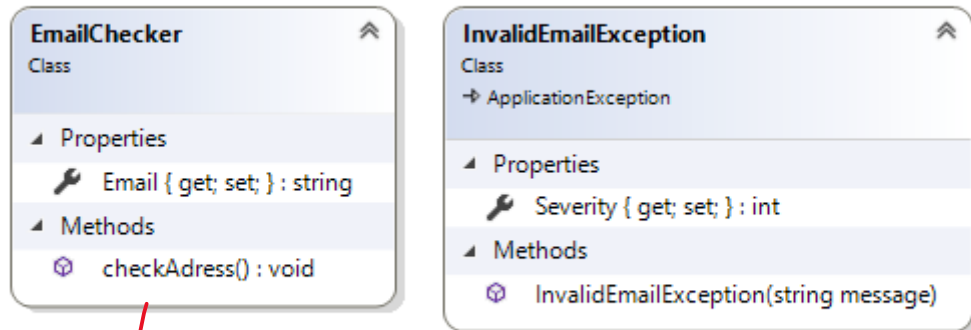 EmailChecker
Class
Properties
Email { get; set; } : string
Methods
checkAdress() : void
InvalidEmailException
Class
ApplicationException
Properties
Severity { get; set; } : int
Methods
InvalidEmailException(string message)